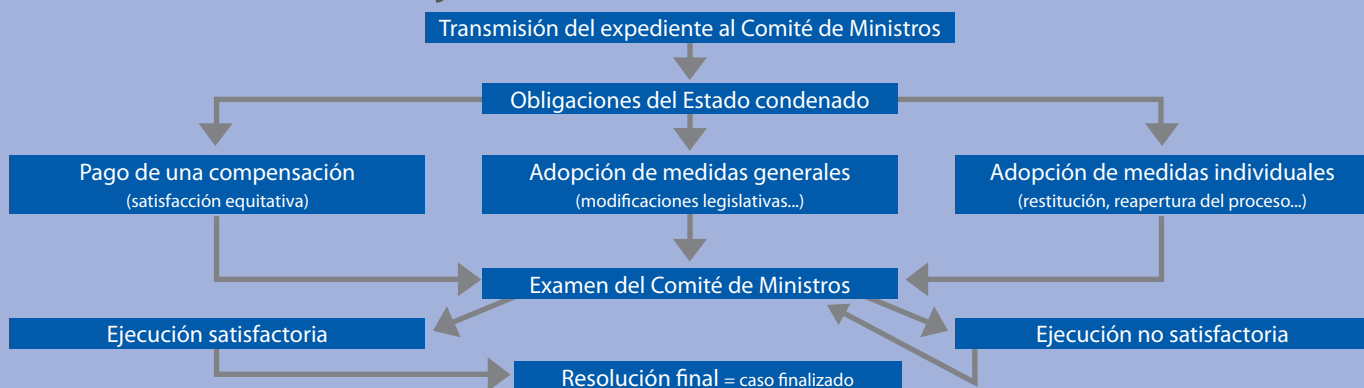 Transmisión del expediente al Comité de Ministros
Obligaciones del Estado condenado
Pago de una compensación
(satisfacción equitativa)
Adopción de medidas generales
(modificaciones legislativas...)
Adopción de medidas individuales
(restitución, reapertura del proceso...)
Examen del Comité de Ministros
Ejecución satisfactoria
Ejecución no satisfactoria
Resolución final = caso finalizado